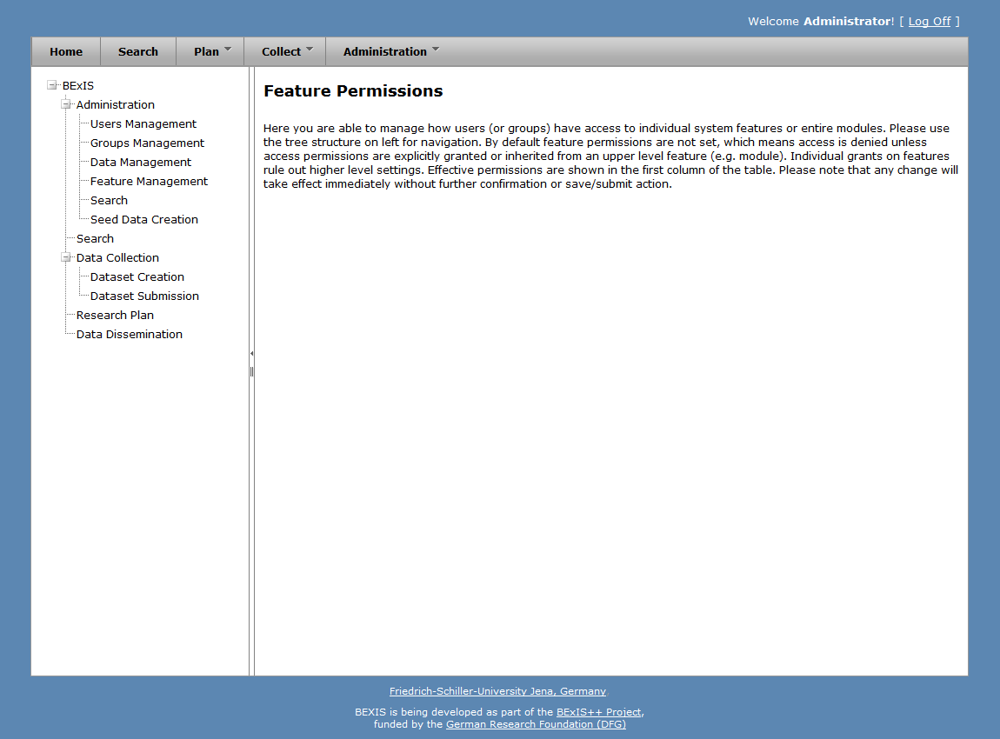 Welcome Administrator! [ Log Off ]
Home Search Plan Collect Administration
BExIS
Administration
Users Management
Groups Management
Data Management
Feature Management
Search
Seed Data Creation
Search
Data Collection
Dataset Creation
Dataset Submission
Research Plan
Data Dissemination
Feature Permissions
Here you are able to manage how users (or groups) have access to individual system features or entire modules. Please use
the tree structure on left for navigation. By default feature permissions are not set, which means access is denied unless
access permissions are explicitly granted or inherited from an upper level feature (e.g. module). Individual grants on features
rule out higher level settings. Effective permissions are shown in the first column of the table. Please note that any change will
take effect immediately without further confirmation or save/submit action.
Friedrich-Schiller-University Jena, Germany
BEXIS is being developed as part of the BExIS++ Project,
funded by the German Research Foundation (DFG)